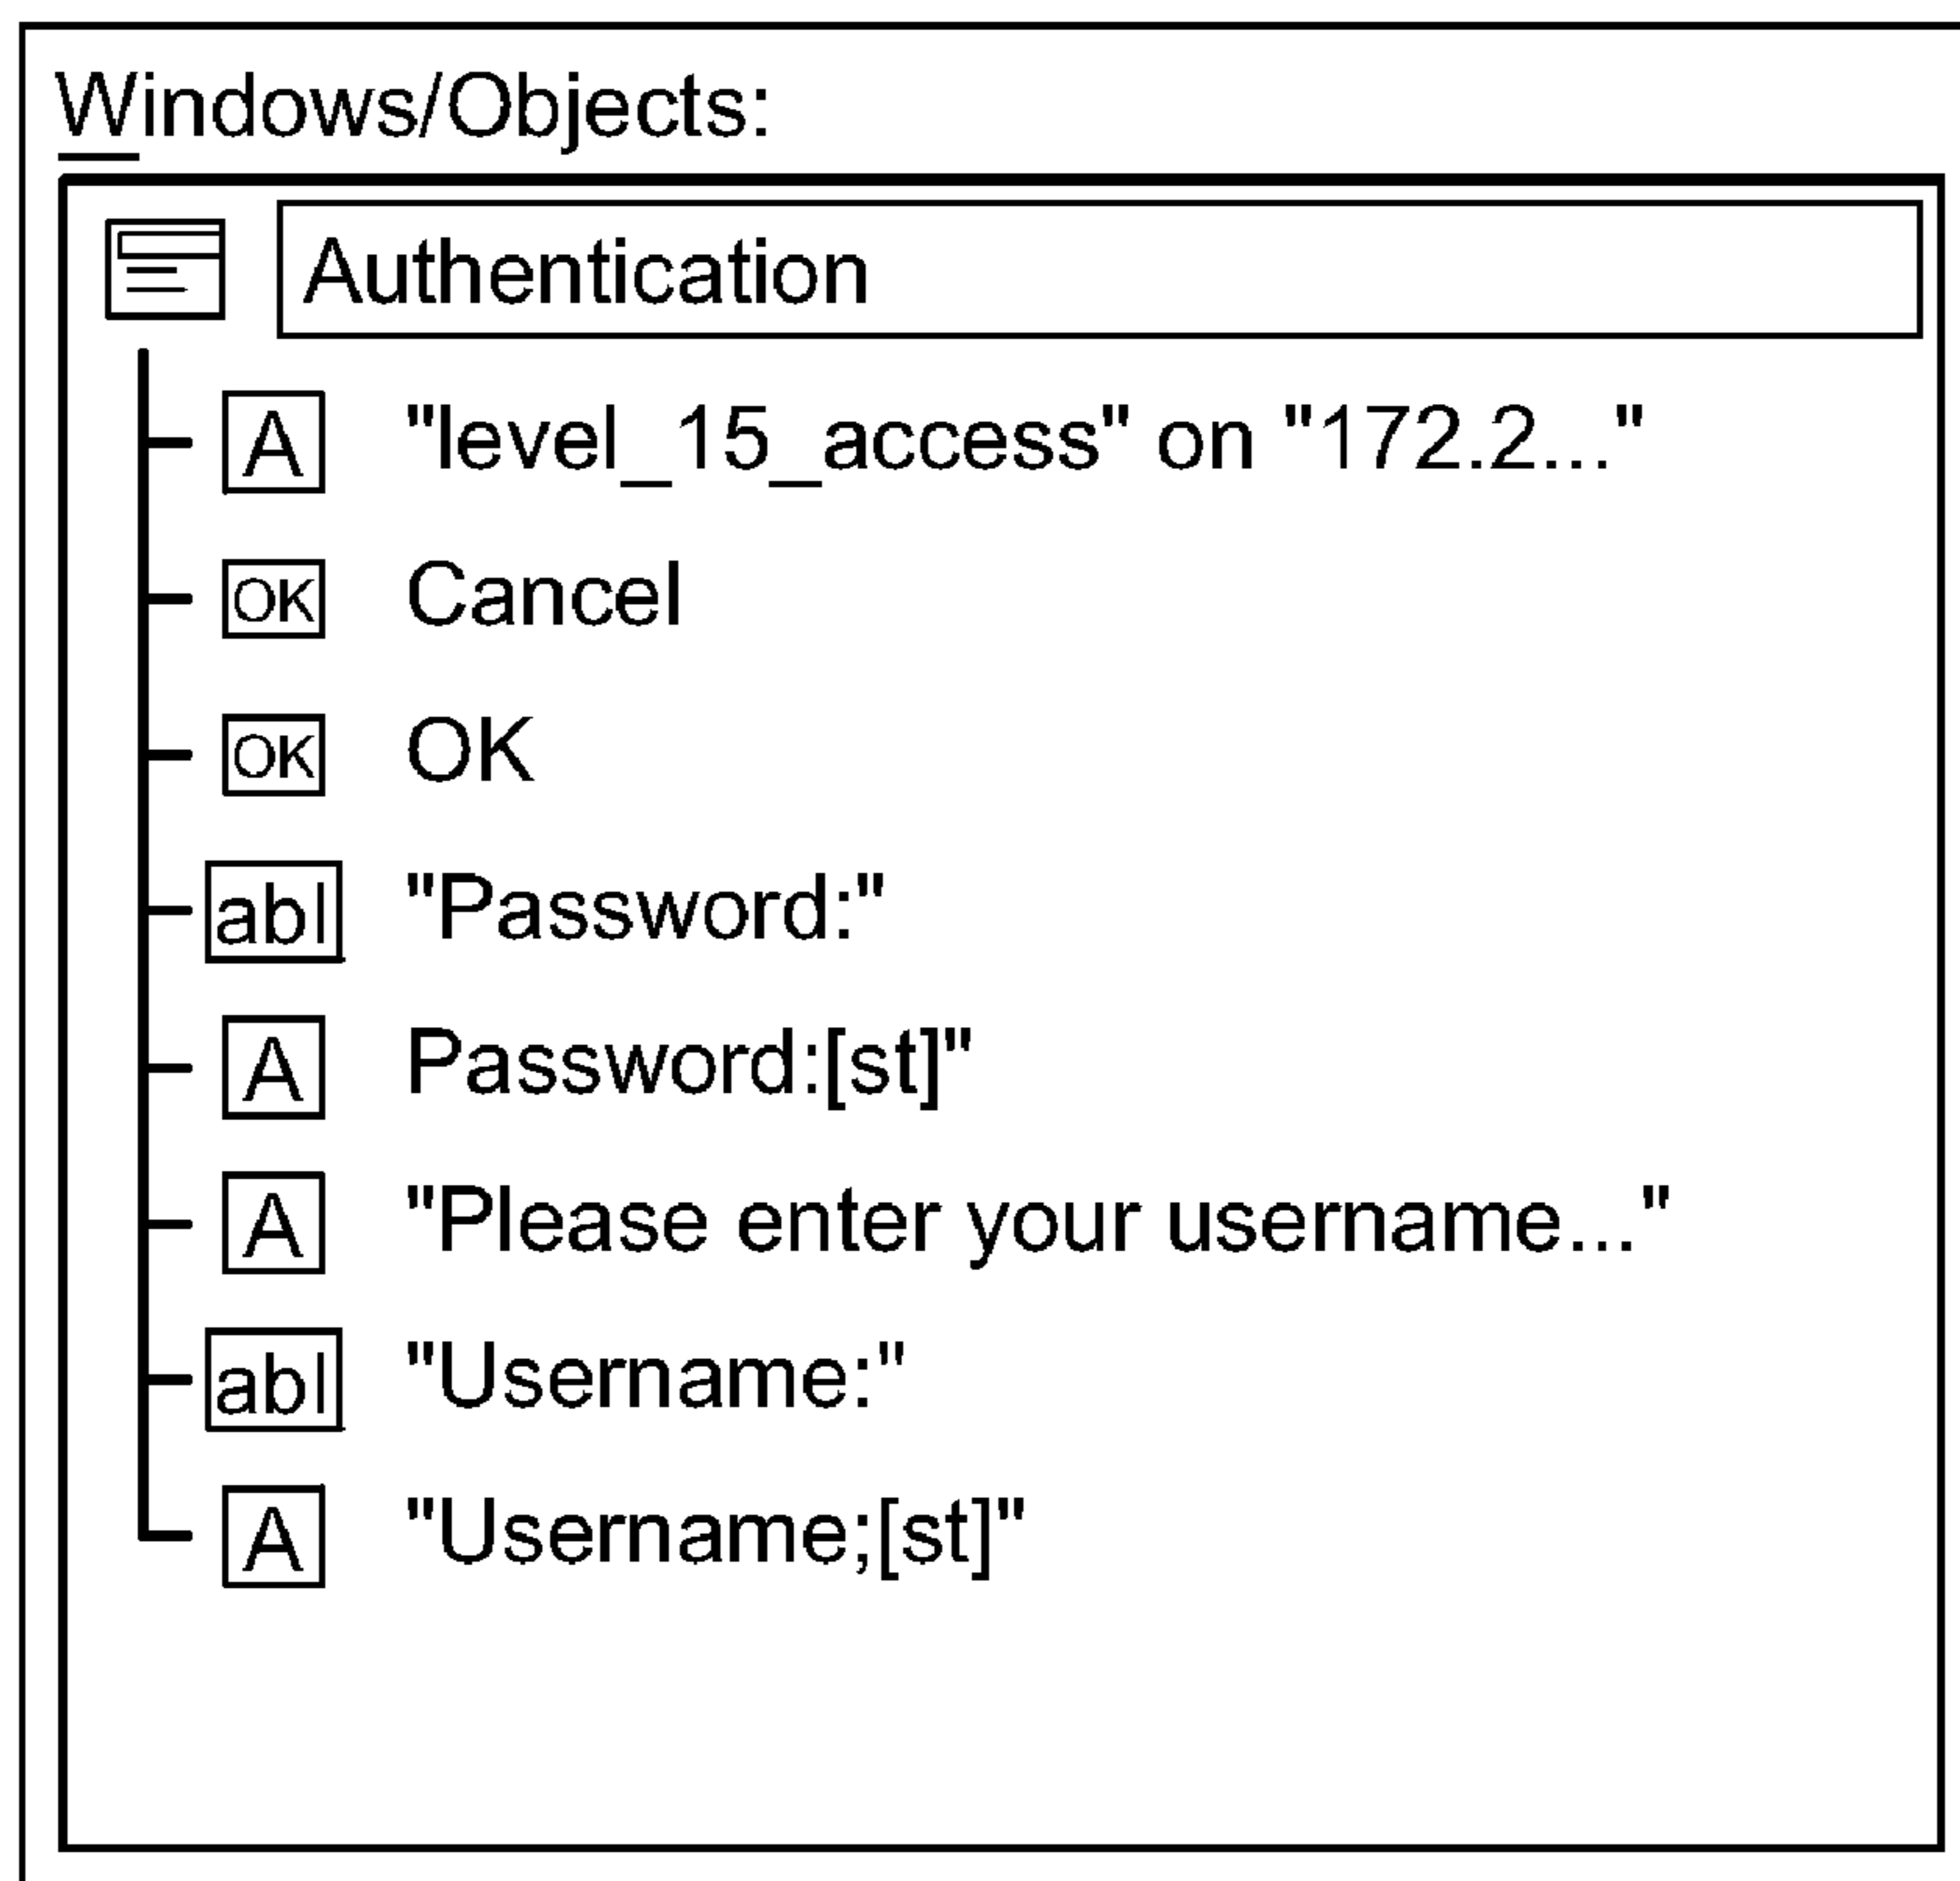 Windows/Objects:
Authentication
A "level_15_access" on "172.2..."
OK Cancel
OK OK
abl "Password:"
A Password:[st]"
A "Please enter your username..."
abl "Username:"
A "Username;[st]"